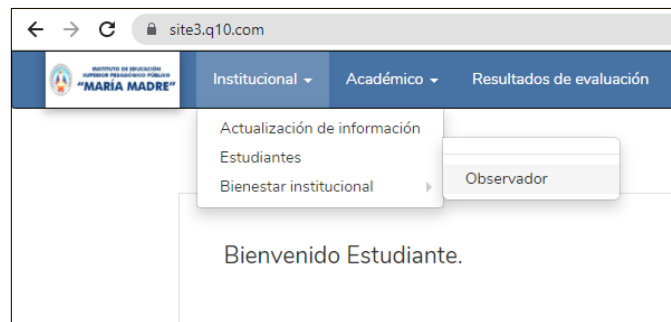 site3.q10.com
INSTITUTO DE EDUCACIÓN
SUPERIOR PEDAGÓGICO PÚBLICO
"MARÍA MADRE"
Institucional
Académico
Resultados de evaluación
Actualización de información
Estudiantes
Bienestar institucional
Observador
Bienvenido Estudiante.